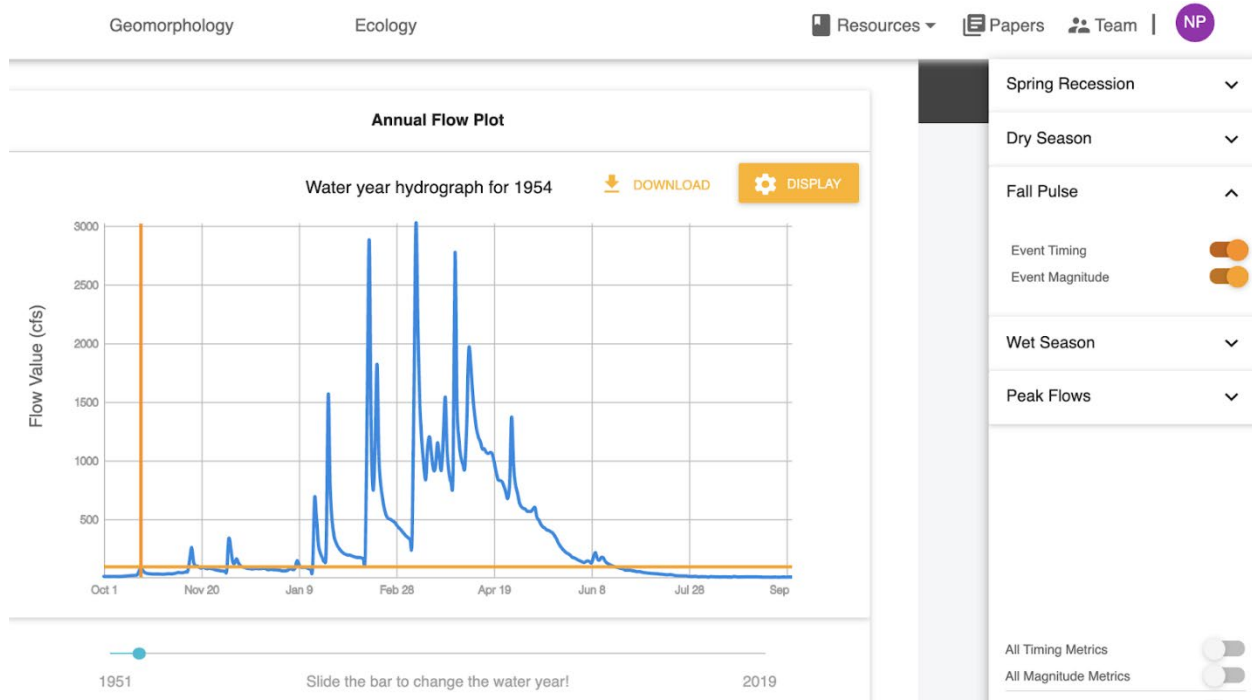 Geomorphology Ecology Resources Papers Team | NP
Annual Flow Plot
Water year hydrograph for 1954 DOWNLOAD DISPLAY
Flow Value (cfs)
3000
2500
2000
1500
1000
500
Oct 1 Nov 20 Jan 9 Feb 28 Apr 19 Jun 8 Jul 28 Sep
1951 Slide the bar to change the water year! 2019
Spring Recession
Dry Season
Fall Pulse
Event Timing
Event Magnitude
Wet Season
Peak Flows
All Timing Metrics
All Magnitude Metrics